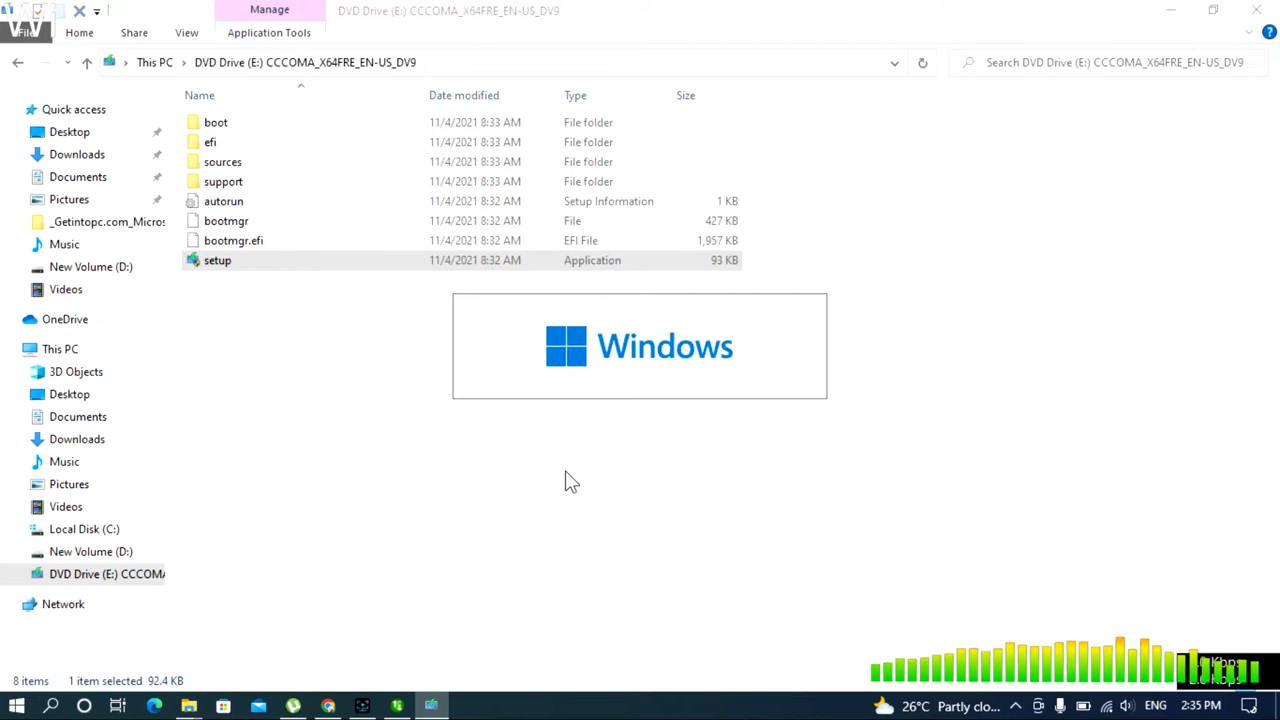 Manage
DVD Drive (E:) CCCOMA_X64FRE_EN-US_DV9
File
Home
Share
View
Application Tools
This PC
DVD Drive (E:) CCCOMA_X64FRE_EN-US_DV9
Search DVD Drive (E:) CCCOMA_X64FRE_EN-US_DV9
Name Date modified Type Size
boot 11/4/2021 8:33 AM File folder
efi 11/4/2021 8:33 AM File folder
sources 11/4/2021 8:33 AM File folder
support 11/4/2021 8:33 AM File folder
autorun 11/4/2021 8:32 AM Setup Information 1 KB
bootmgr 11/4/2021 8:32 AM File 427 KB
bootmgr.efi 11/4/2021 8:32 AM EFI File 1,957 KB
setup 11/4/2021 8:32 AM Application 93 KB
Quick access
Desktop
Downloads
Documents
Pictures
_Getintopc.com_Micros
Music
New Volume (D:)
Videos
OneDrive
This PC
3D Objects
Desktop
Documents
Downloads
Music
Pictures
Videos
Local Disk (C:)
New Volume (D:)
DVD Drive (E:) CCCOMA
Network
Windows
8 items 1 item selected 92.4 KB
26°C Partly clo...
ENG
2:35 PM